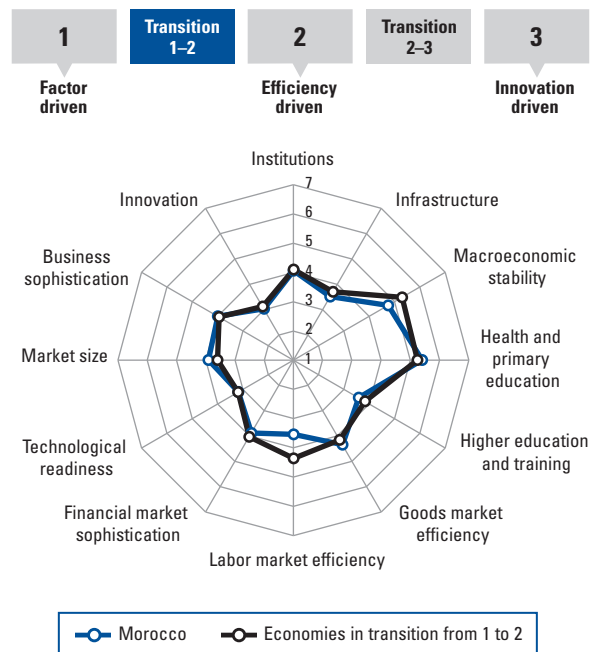 1
Transition
1–2
2
Transition
2–3
3
Factor
driven
Efficiency
driven
Innovation
driven
Institutions
Innovation
Infrastructure
Business
sophistication
Macroeconomic
stability
Market size
Health and
primary
education
Technological
readiness
Higher education
and training
Financial market
sophistication
Goods market
efficiency
Labor market efficiency
7
6
5
4
3
2
1
Morocco
Economies in transition from 1 to 2